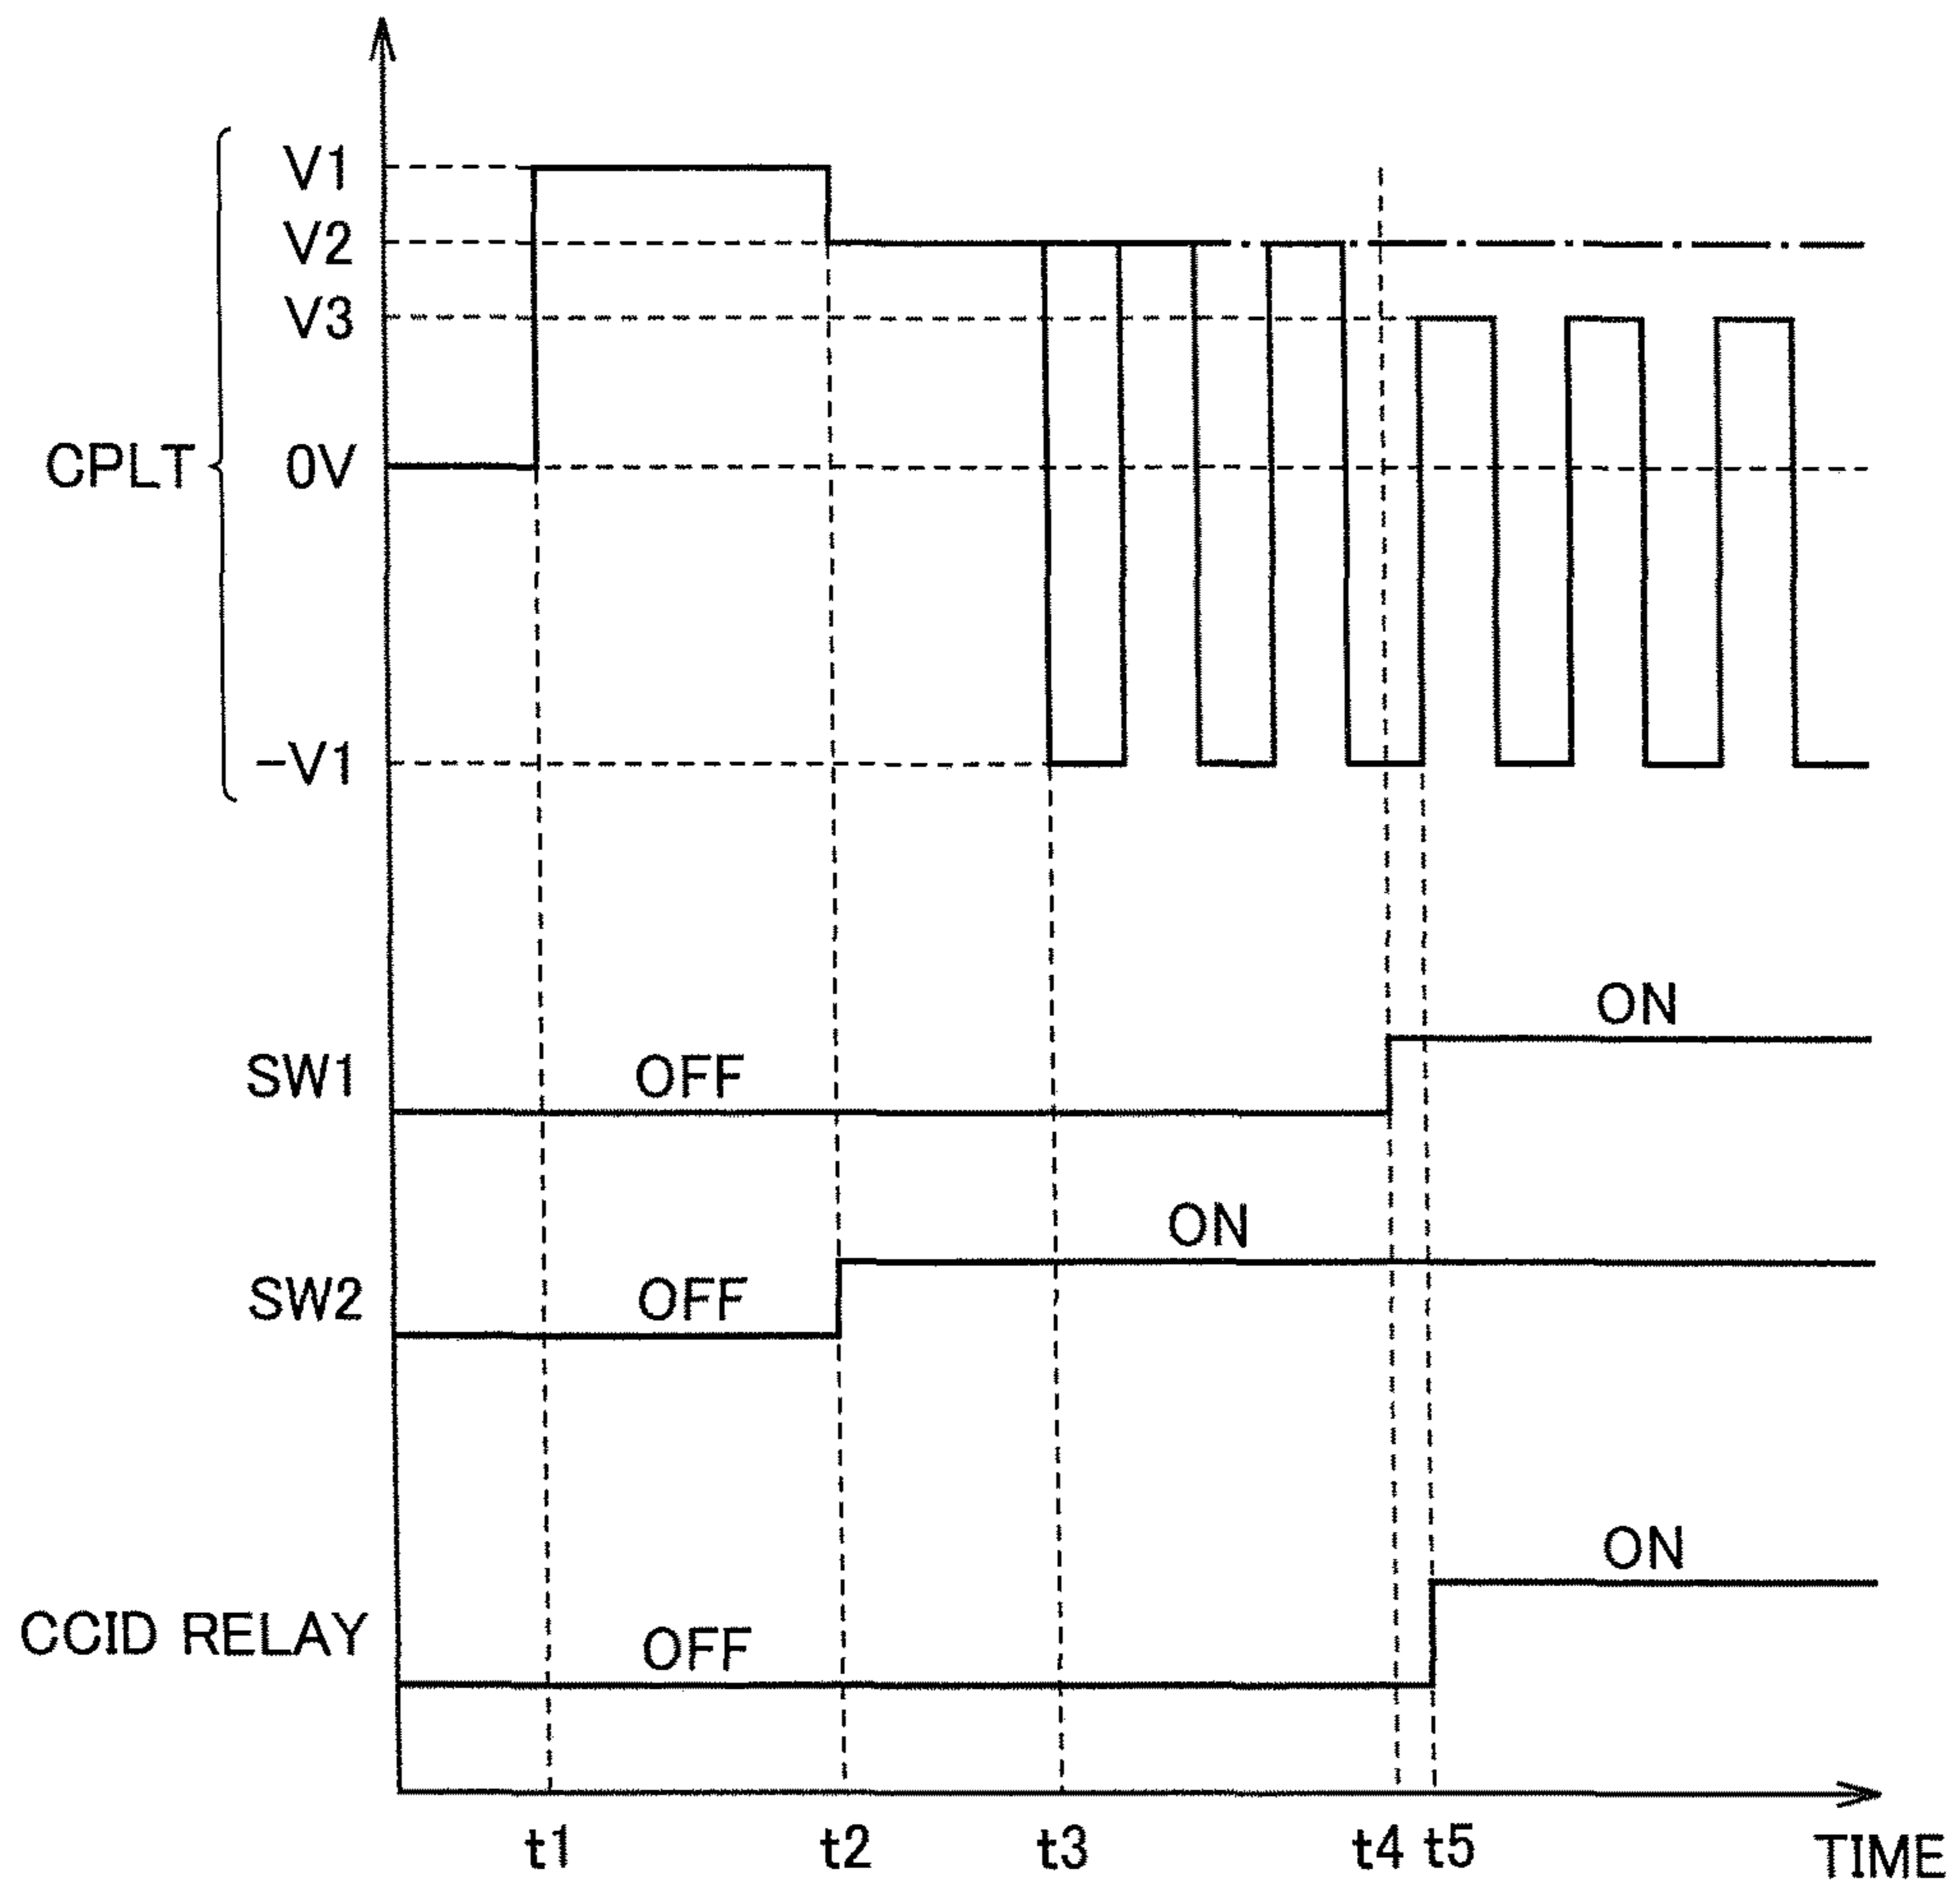 V1
V2
V3
CPLT 0V
-V1
ON
SW1 OFF
ON
SW2 OFF
ON
CCID RELAY OFF
t1 t2 t3 t4 t5 TIME